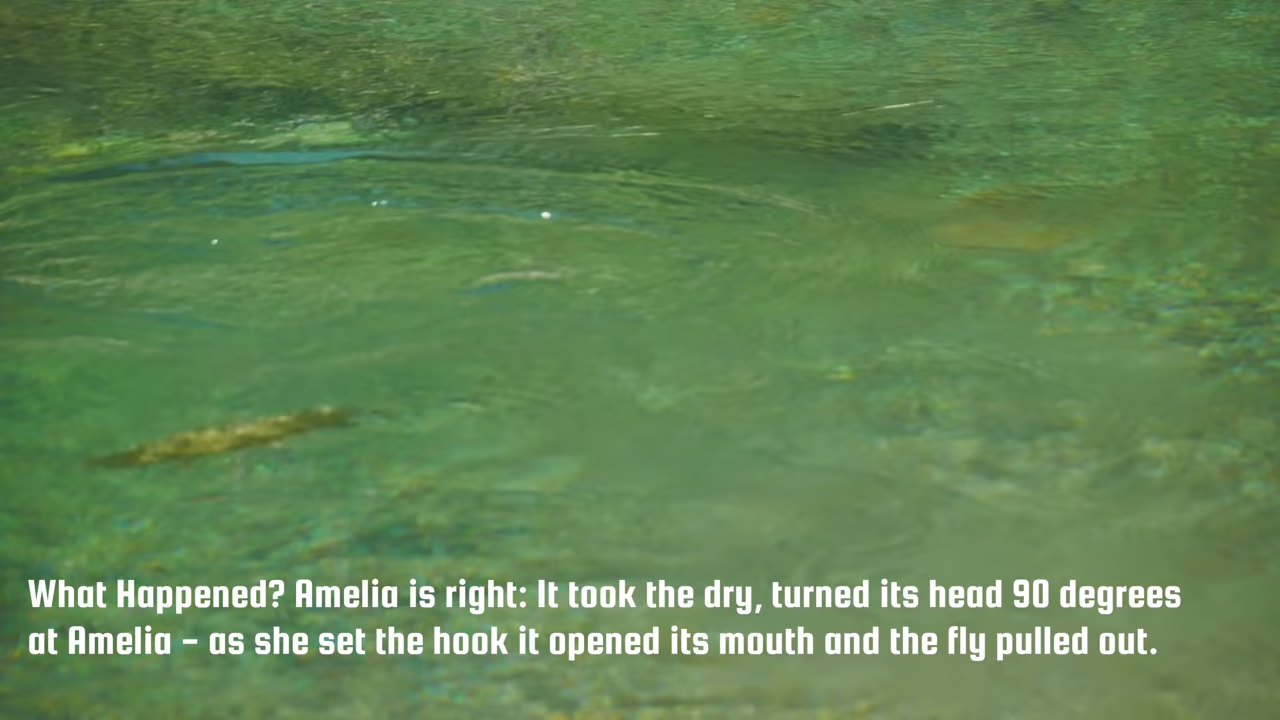 What Happened? Amelia is right: It took the dry, turned its head 90 degrees
at Amelia - as she set the hook it opened its mouth and the fly pulled out.